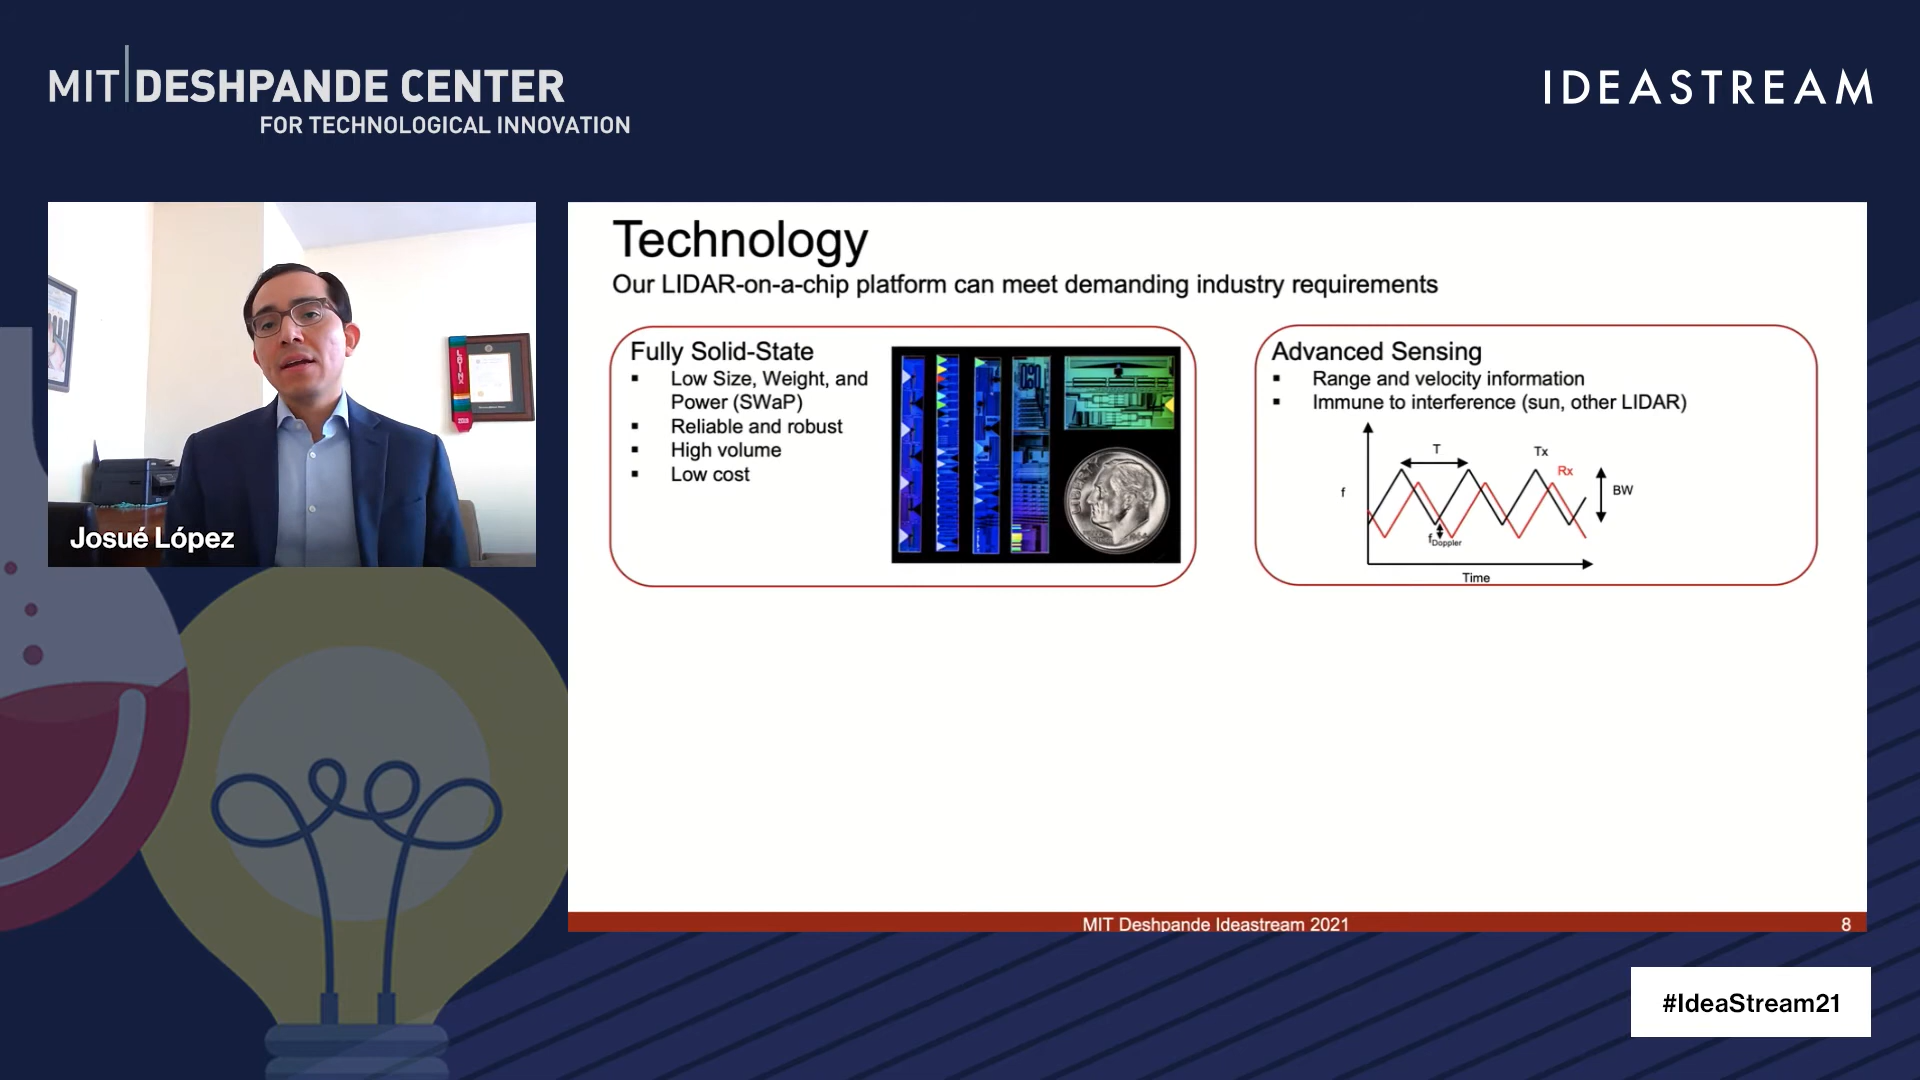 MIT DESHPANDE CENTER
FOR TECHNOLOGICAL INNOVATION
IDEASTREAM
Josué López
Technology
Our LIDAR-on-a-chip platform can meet demanding industry requirements
Fully Solid-State
▪ Low Size, Weight, and
Power (SWaP)
▪ Reliable and robust
▪ High volume
▪ Low cost
LIBERTY
Advanced Sensing
▪ Range and velocity information
▪ Immune to interference (sun, other LIDAR)
T
Tx
Rx
f
BW
fDoppler
Time
MIT Deshpande Ideastream 2021
8
#IdeaStream21